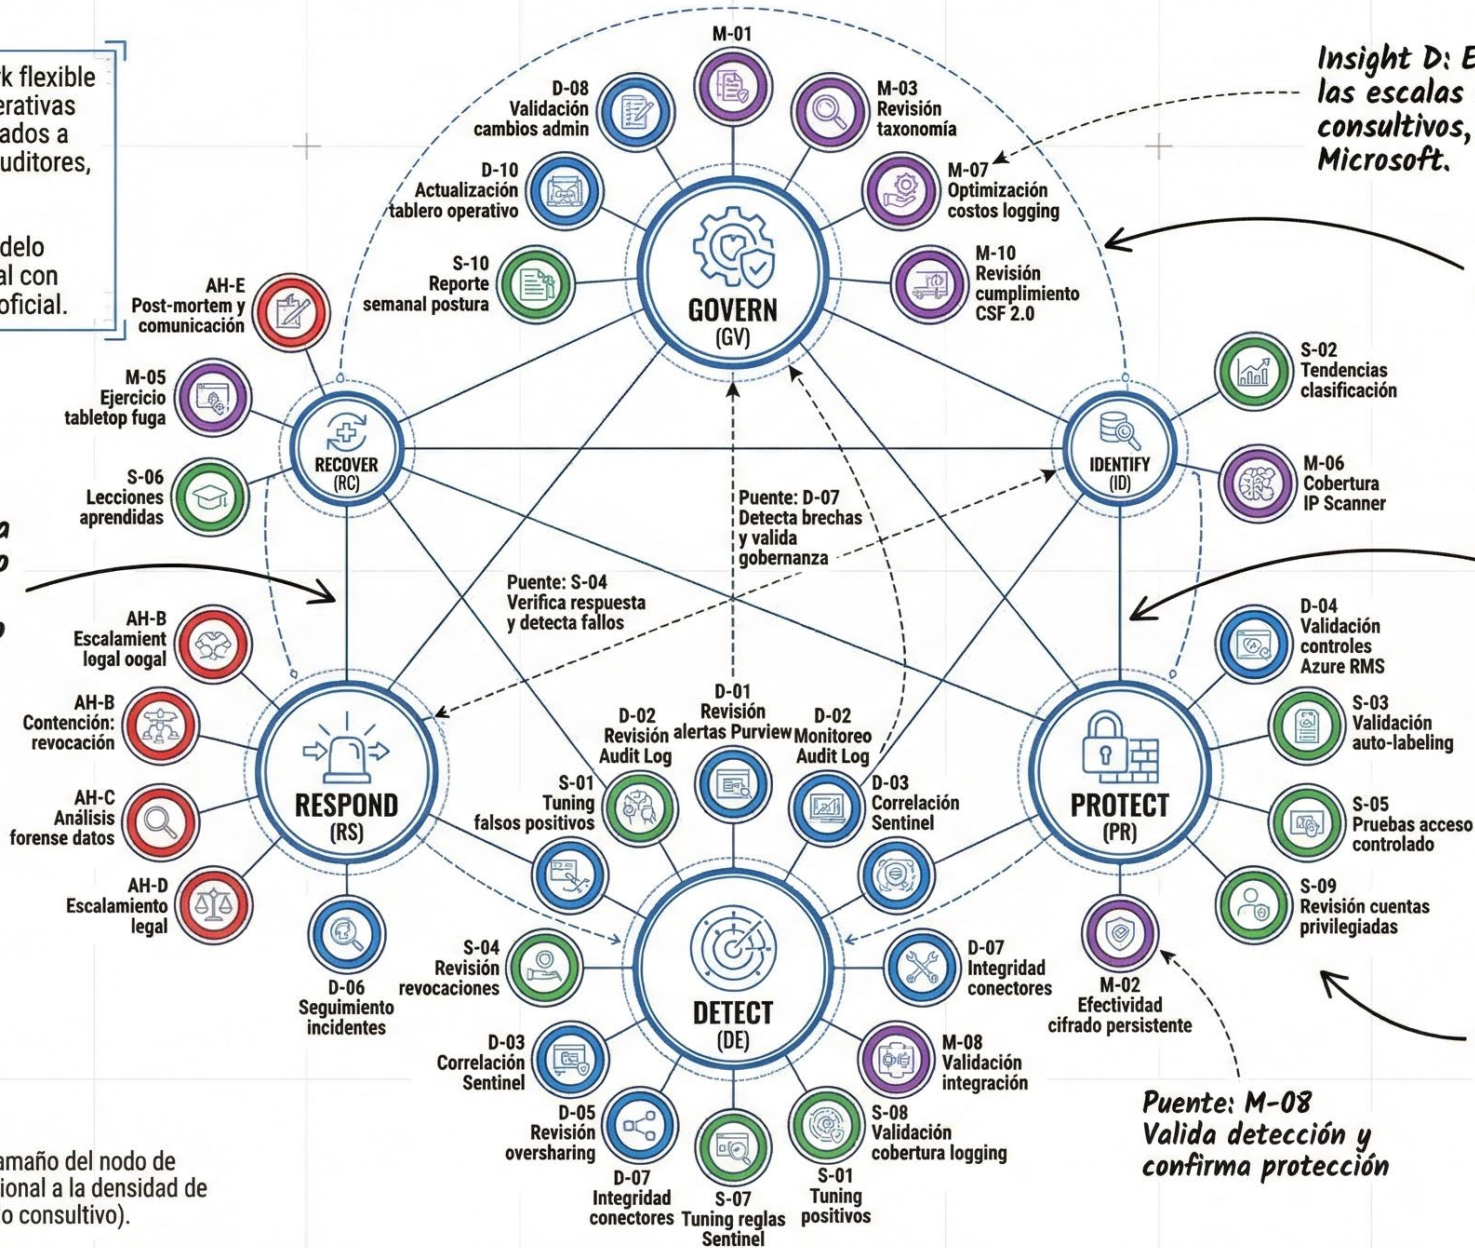 k flexible
erativas
ados a
uditores,
delo
al con
oficial.
Insight D: E
las escalas
consultivos,
Microsoft.
M-01
D-08
Validación
cambios admin
M-03
Revisión
taxonomía
D-10
Actualización
tablero operativo
M-07
Optimización
costos logging
S-10
Reporte
semanal postura
M-10
Revisión
cumplimiento
CSF 2.0
GOVERN
(GV)
AH-E
Post-mortem y
comunicación
M-05
Ejercicio
tabletop fuga
S-06
Lecciones
aprendidas
RECOVER
(RC)
IDENTIFY
(ID)
S-02
Tendencias
clasificación
M-06
Cobertura
IP Scanner
a
o
o
Puente: D-07
Detecta brechas
y valida
gobernanza
Puente: S-04
Verifica respuesta
y detecta fallos
AH-B
Escalamient
logal oogal
AH-B
Contención:
revocación
AH-C
Análisis
forense datos
AH-D
Escalamiento
legal
D-06
Seguimiento
incidentes
RESPOND
(RS)
D-04
Validación
controles
Azure RMS
S-03
Validación
auto-labeling
S-05
Pruebas acceso
controlado
S-09
Revisión cuentas
privilegiadas
M-02
Efectividad
cifrado persistente
PROTECT
(PR)
D-01
Revisión
alertas Purview
D-02
Revisión
Audit Log
D-02
Monitoreo
Audit Log
S-01
Tuning
falsos positivos
D-03
Correlación
Sentinel
S-04
Revisión
revocaciones
D-07
Integridad
conectores
DETECT
(DE)
D-03
Correlación
Sentinel
M-08
Validación
integración
D-05
Revisión
oversharing
S-08
Validación
cobertura logging
D-07
Integridad
conectores
S-07
Tuning reglas
Sentinel
S-01
Tuning
positivos
Puente: M-08
Valida detección y
confirma protección
amaño del nodo de
ional a la densidad de
lo consultivo).